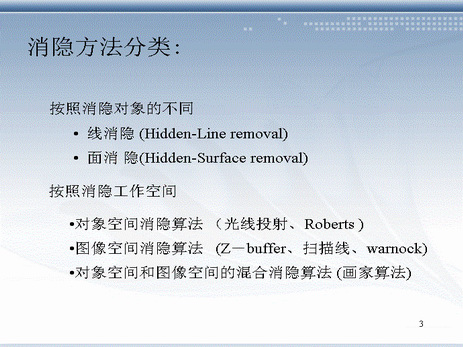 消隐方法分类:
按照消隐对象的不同
• 线消隐 (Hidden-Line removal)
• 面消 隐(Hidden-Surface removal)
按照消隐工作空间
•对象空间消隐算法 （光线投射、Roberts )
•图像空间消隐算法 (Z－buffer、扫描线、warnock)
•对象空间和图像空间的混合消隐算法 (画家算法)
3